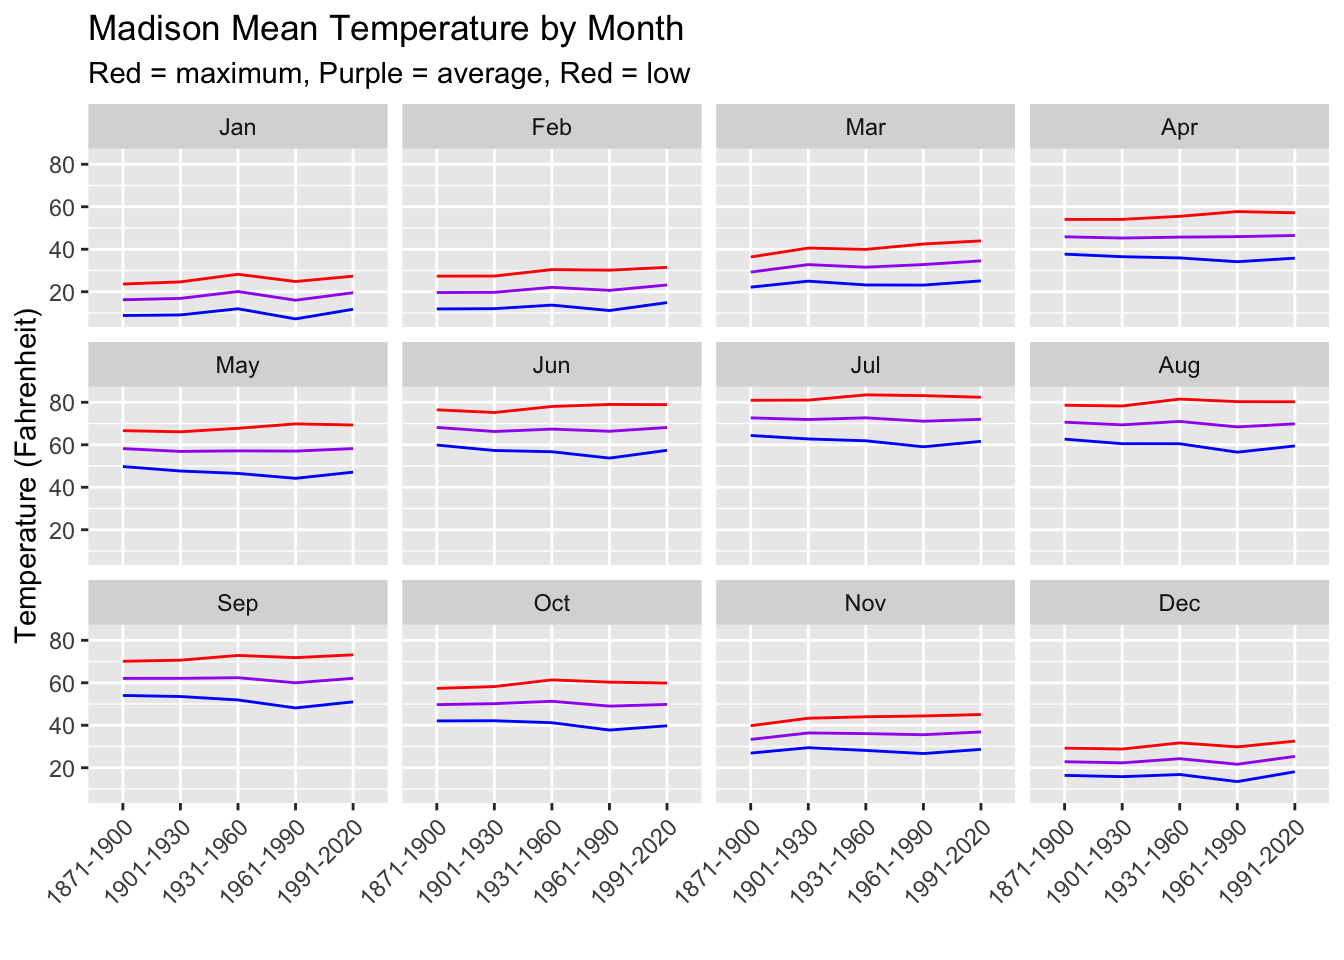 Madison Mean Temperature by Month
Red = maximum, Purple = average, Red = low
Temperature (Fahrenheit)
Jan Feb Mar Apr
80
60
40
20
May Jun Jul Aug
80
60
40
20
Sep Oct Nov Dec
80
60
40
20
1871-1900 1901-1930 1931-1960 1961-1990 1991-2020 1871-1900 1901-1930 1931-1960 1961-1990 1991-2020 1871-1900 1901-1930 1931-1960 1961-1990 1991-2020 1871-1900 1901-1930 1931-1960 1961-1990 1991-2020